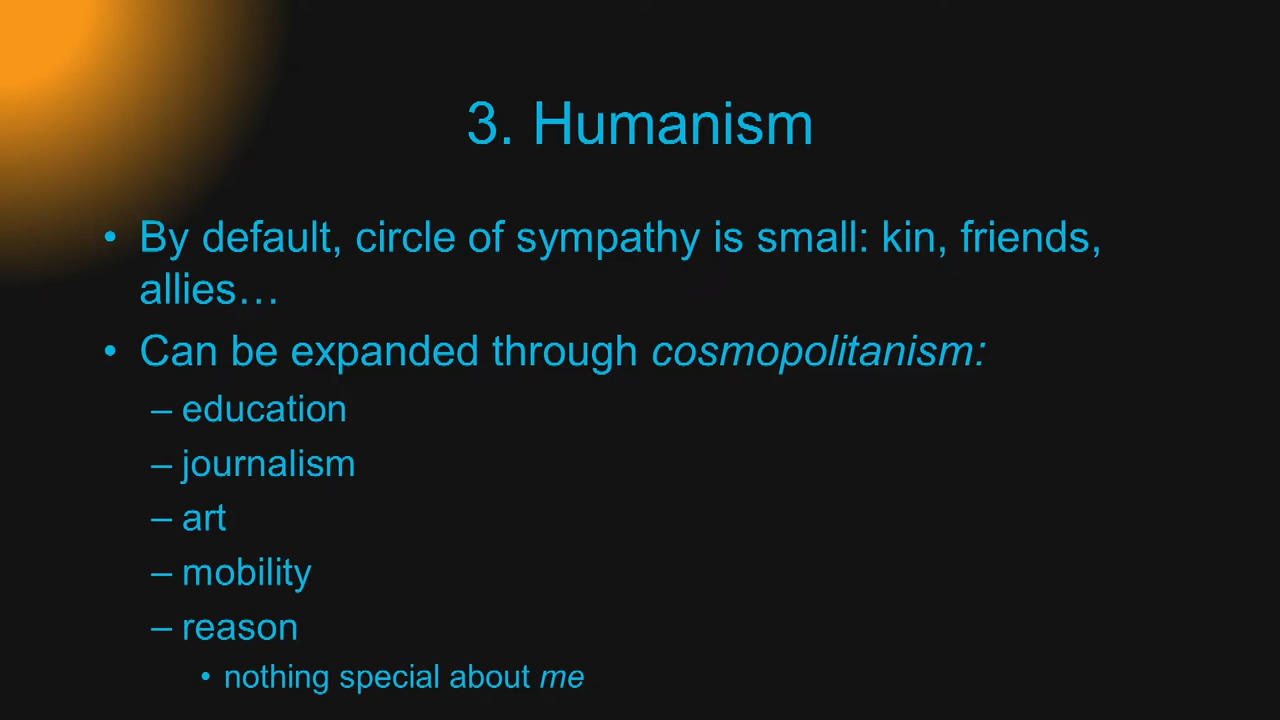 3. Humanism
• By default, circle of sympathy is small: kin, friends,
allies…
• Can be expanded through cosmopolitanism:
– education
– journalism
– art
– mobility
– reason
• nothing special about me